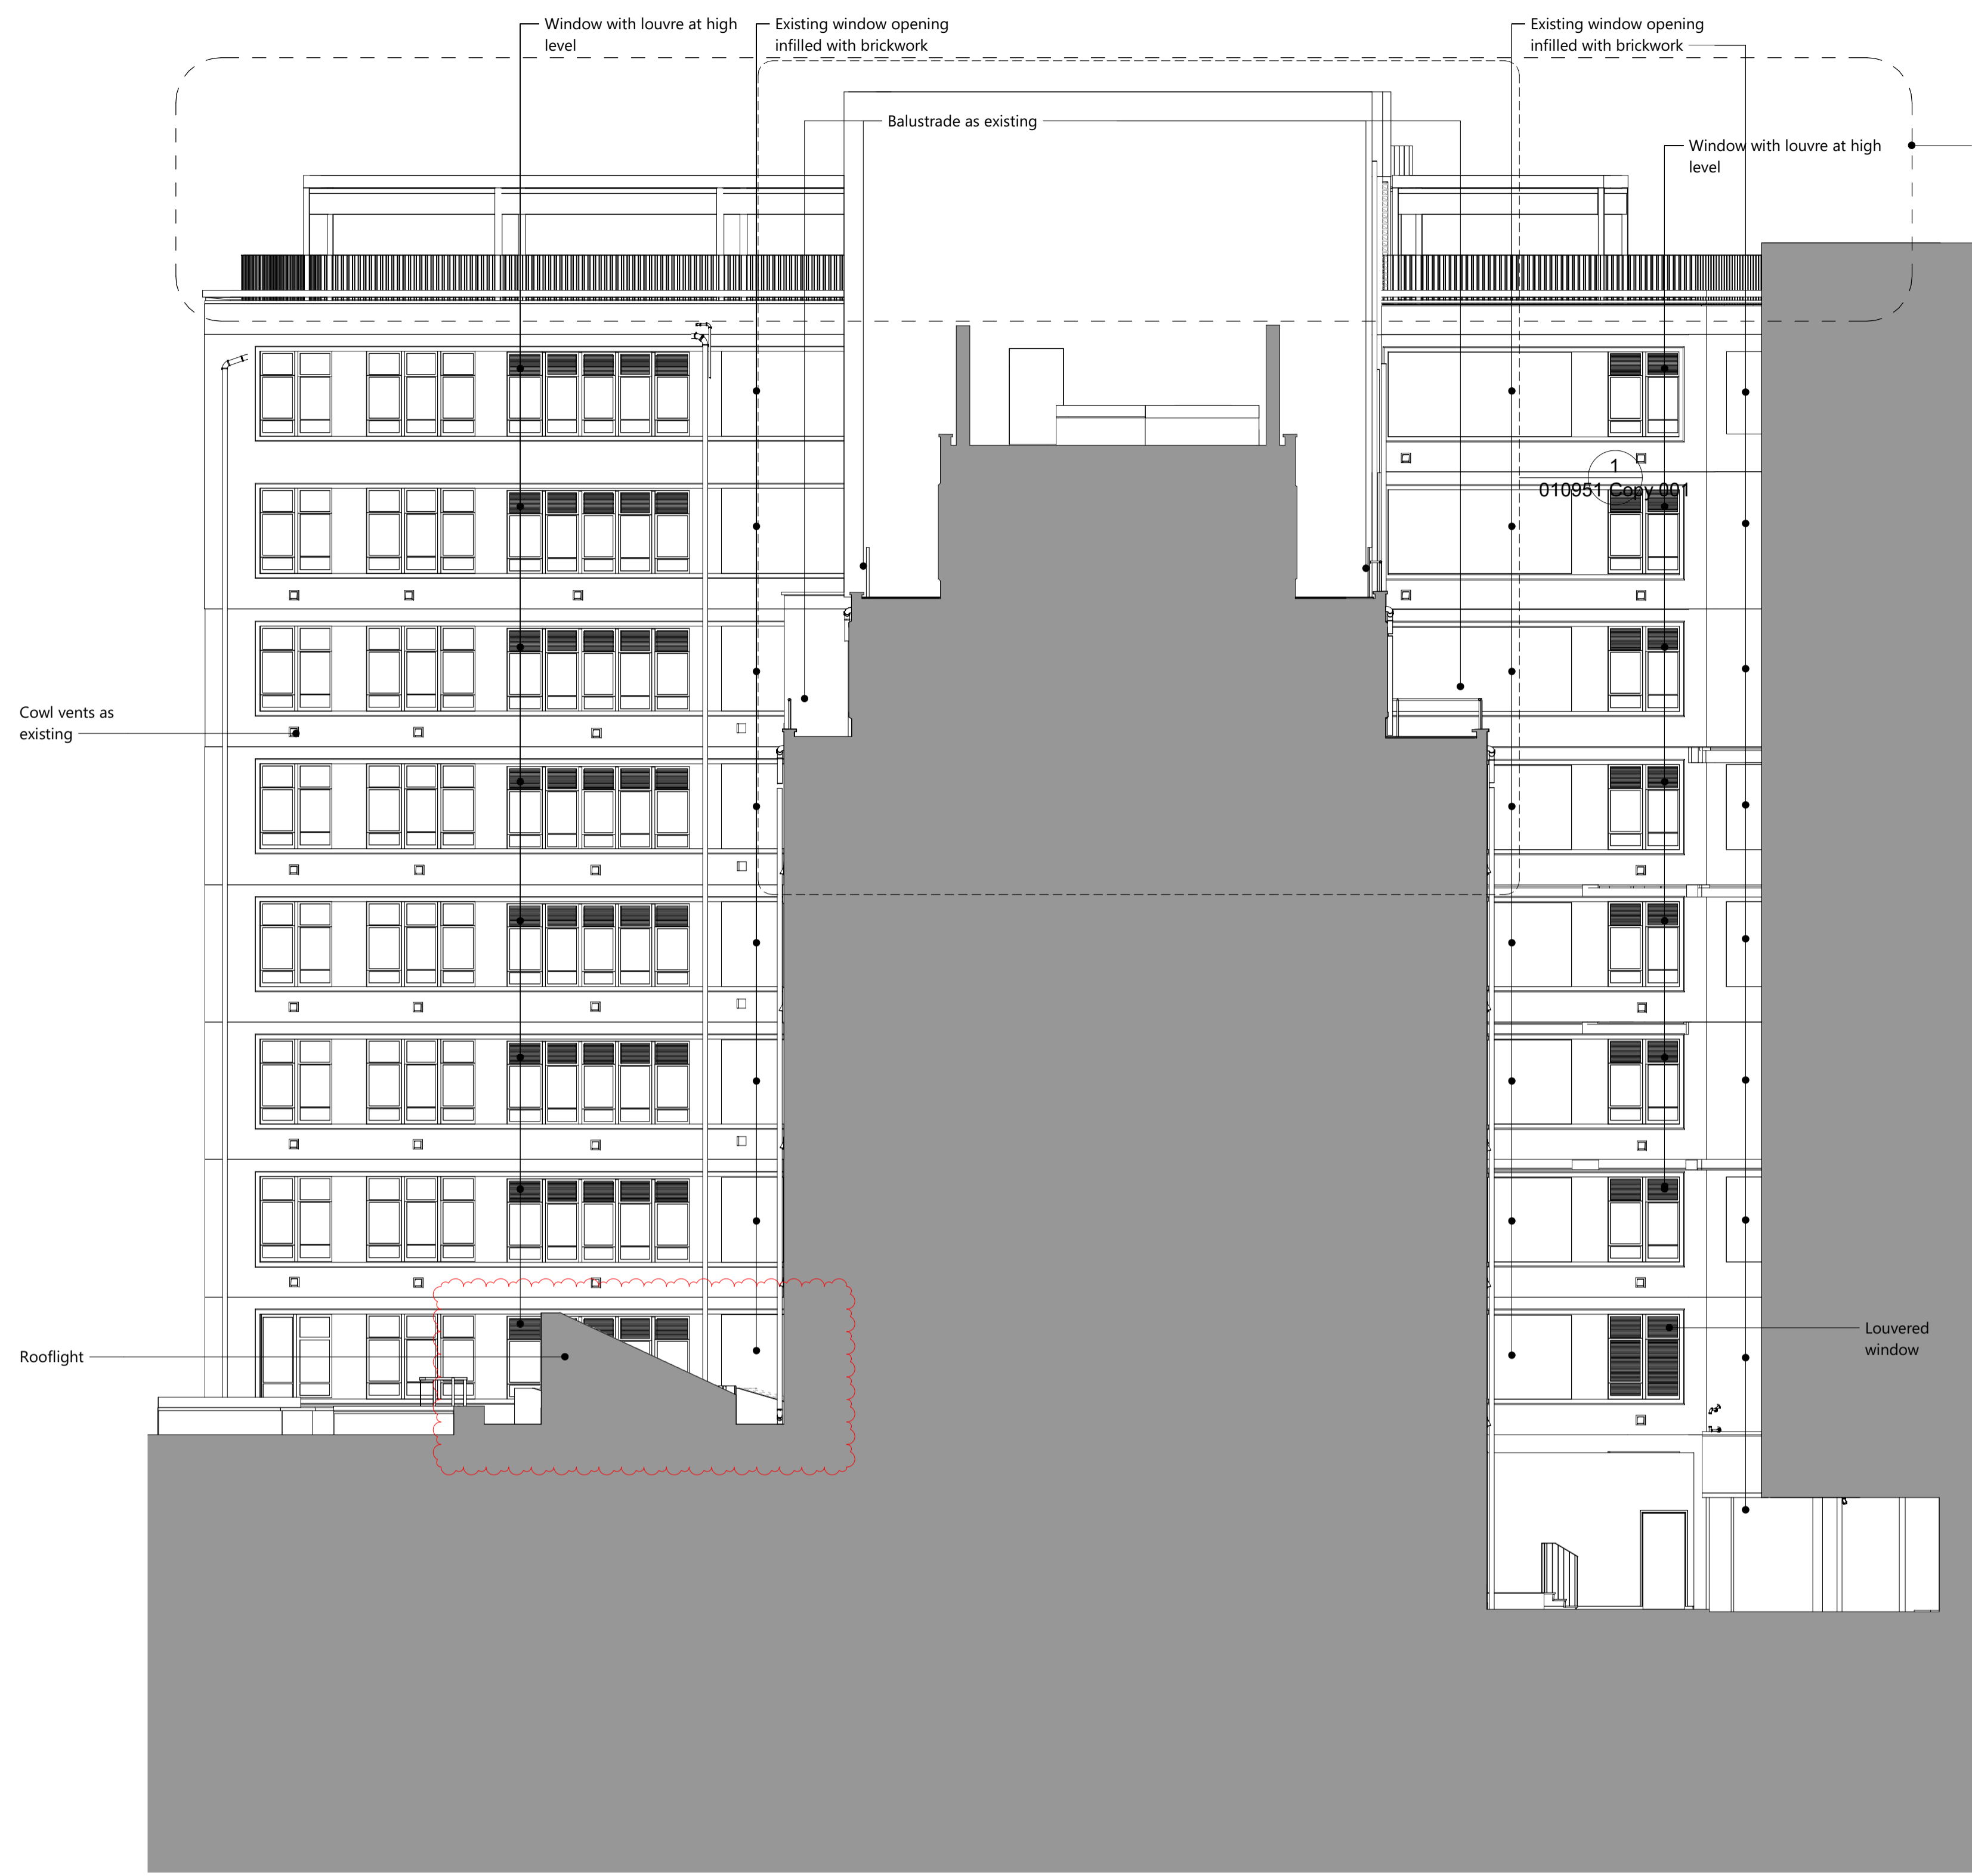 Window with louvre at high
level
Existing window opening
infilled with brickwork
Existing window opening
infilled with brickwork
Balustrade as existing
Window with louvre at high
level
1
010951 Copy 001
Cowl vents as
existing
Rooflight
Louvered
window